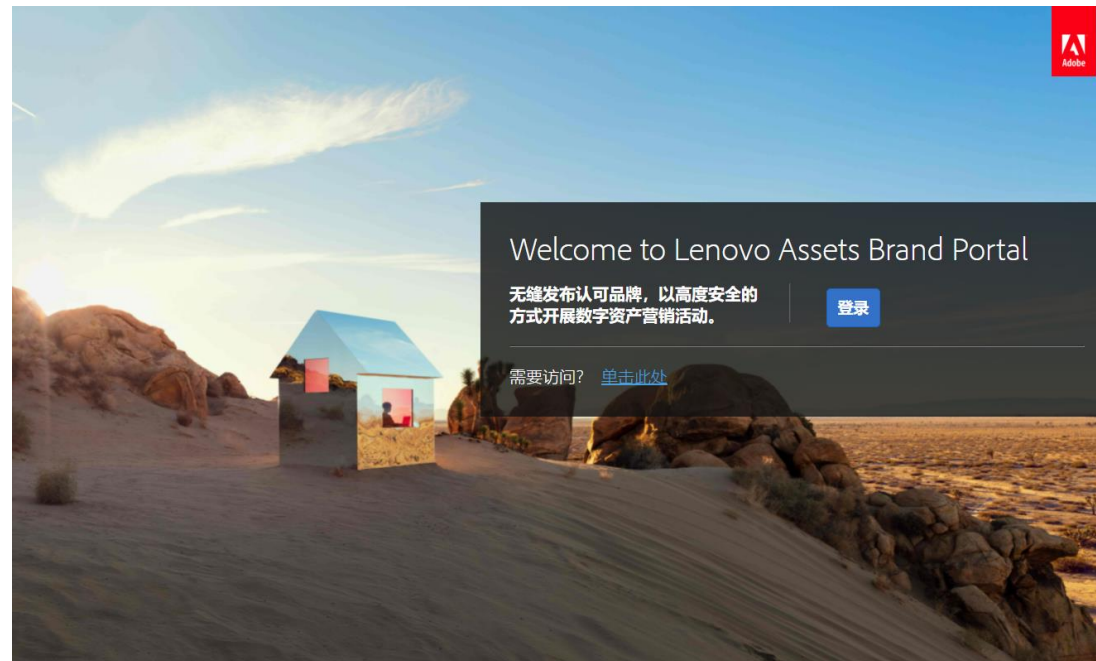 Adobe
Welcome to Lenovo Assets Brand Portal
无缝发布认可品牌，以高度安全的
方式开展数字资产营销活动。
登录
需要访问? 单击此处